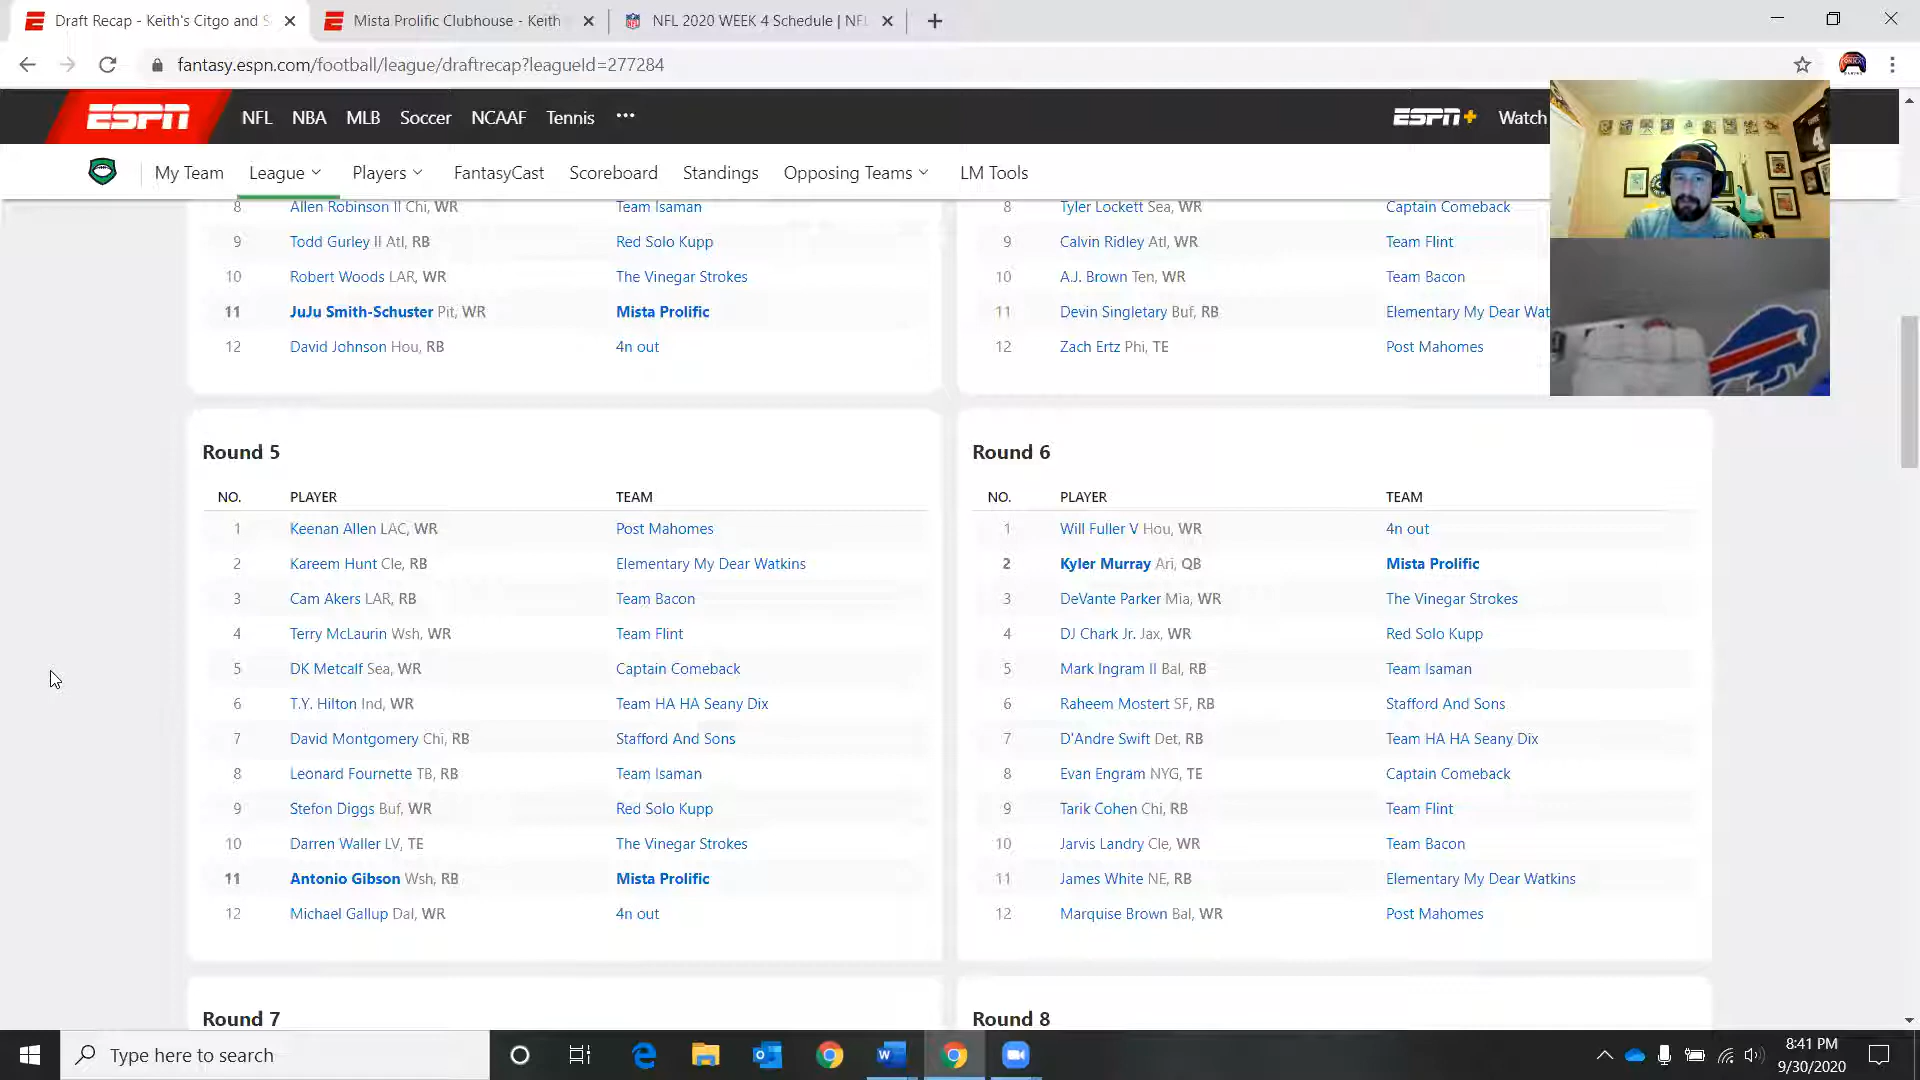 Draft Recap - Keith's Citgo and S
Mista Prolific Clubhouse - Keith
NFL 2020 WEEK 4 Schedule | NFL
fantasy.espn.com/football/league/draftrecap?leagueId=277284
ESPN NFL NBA MLB Soccer NCAAF Tennis ••• ESPN+ Watch
My Team League Players FantasyCast Scoreboard Standings Opposing Teams LM Tools
8 Allen Robinson II Chi, WR Team Isaman
9 Todd Gurley II Atl, RB Red Solo Kupp
10 Robert Woods LAR, WR The Vinegar Strokes
11 JuJu Smith-Schuster Pit, WR Mista Prolific
12 David Johnson Hou, RB 4n out
8 Tyler Lockett Sea, WR Captain Comeback
9 Calvin Ridley Atl, WR Team Flint
10 A.J. Brown Ten, WR Team Bacon
11 Devin Singletary Buf, RB Elementary My Dear Wat
12 Zach Ertz Phi, TE Post Mahomes
Round 5
NO. PLAYER TEAM
1 Keenan Allen LAC, WR Post Mahomes
2 Kareem Hunt Cle, RB Elementary My Dear Watkins
3 Cam Akers LAR, RB Team Bacon
4 Terry McLaurin Wsh, WR Team Flint
5 DK Metcalf Sea, WR Captain Comeback
6 T.Y. Hilton Ind, WR Team HA HA Seany Dix
7 David Montgomery Chi, RB Stafford And Sons
8 Leonard Fournette TB, RB Team Isaman
9 Stefon Diggs Buf, WR Red Solo Kupp
10 Darren Waller LV, TE The Vinegar Strokes
11 Antonio Gibson Wsh, RB Mista Prolific
12 Michael Gallup Dal, WR 4n out
Round 6
NO. PLAYER TEAM
1 Will Fuller V Hou, WR 4n out
2 Kyler Murray Ari, QB Mista Prolific
3 DeVante Parker Mia, WR The Vinegar Strokes
4 DJ Chark Jr. Jax, WR Red Solo Kupp
5 Mark Ingram II Bal, RB Team Isaman
6 Raheem Mostert SF, RB Stafford And Sons
7 D'Andre Swift Det, RB Team HA HA Seany Dix
8 Evan Engram NYG, TE Captain Comeback
9 Tarik Cohen Chi, RB Team Flint
10 Jarvis Landry Cle, WR Team Bacon
11 James White NE, RB Elementary My Dear Watkins
12 Marquise Brown Bal, WR Post Mahomes
Round 7
Round 8
Type here to search
8:41 PM
9/30/2020